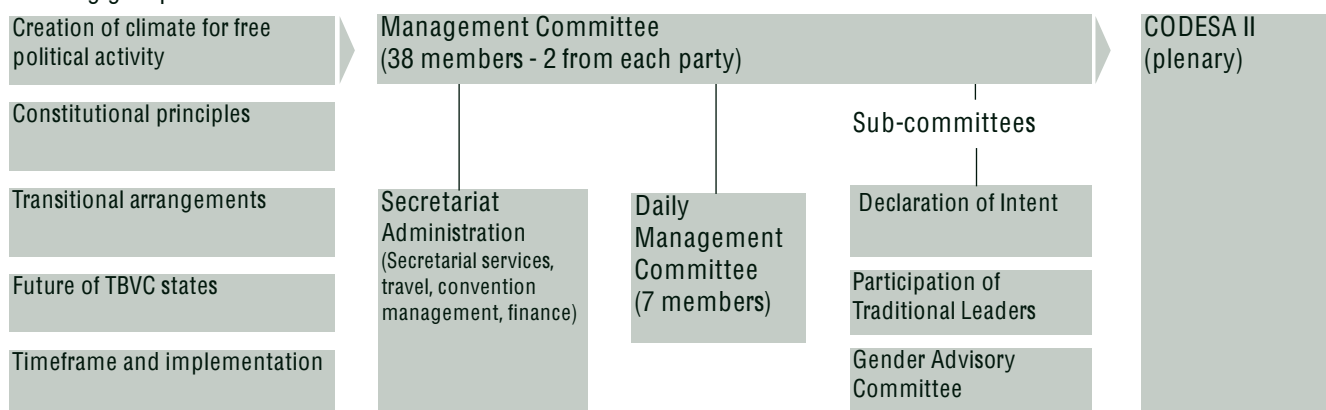 Creation of climate for free
political activity
Constitutional principles
Transitional arrangements
Future of TBVC states
Timeframe and implementation
Management Committee
(38 members - 2 from each party)
Secretariat
Administration
(Secretarial services,
travel, convention
management, finance)
Daily
Management
Committee
(7 members)
Sub-committees
Declaration of Intent
Participation of
Traditional Leaders
Gender Advisory
Committee
CODESA II
(plenary)